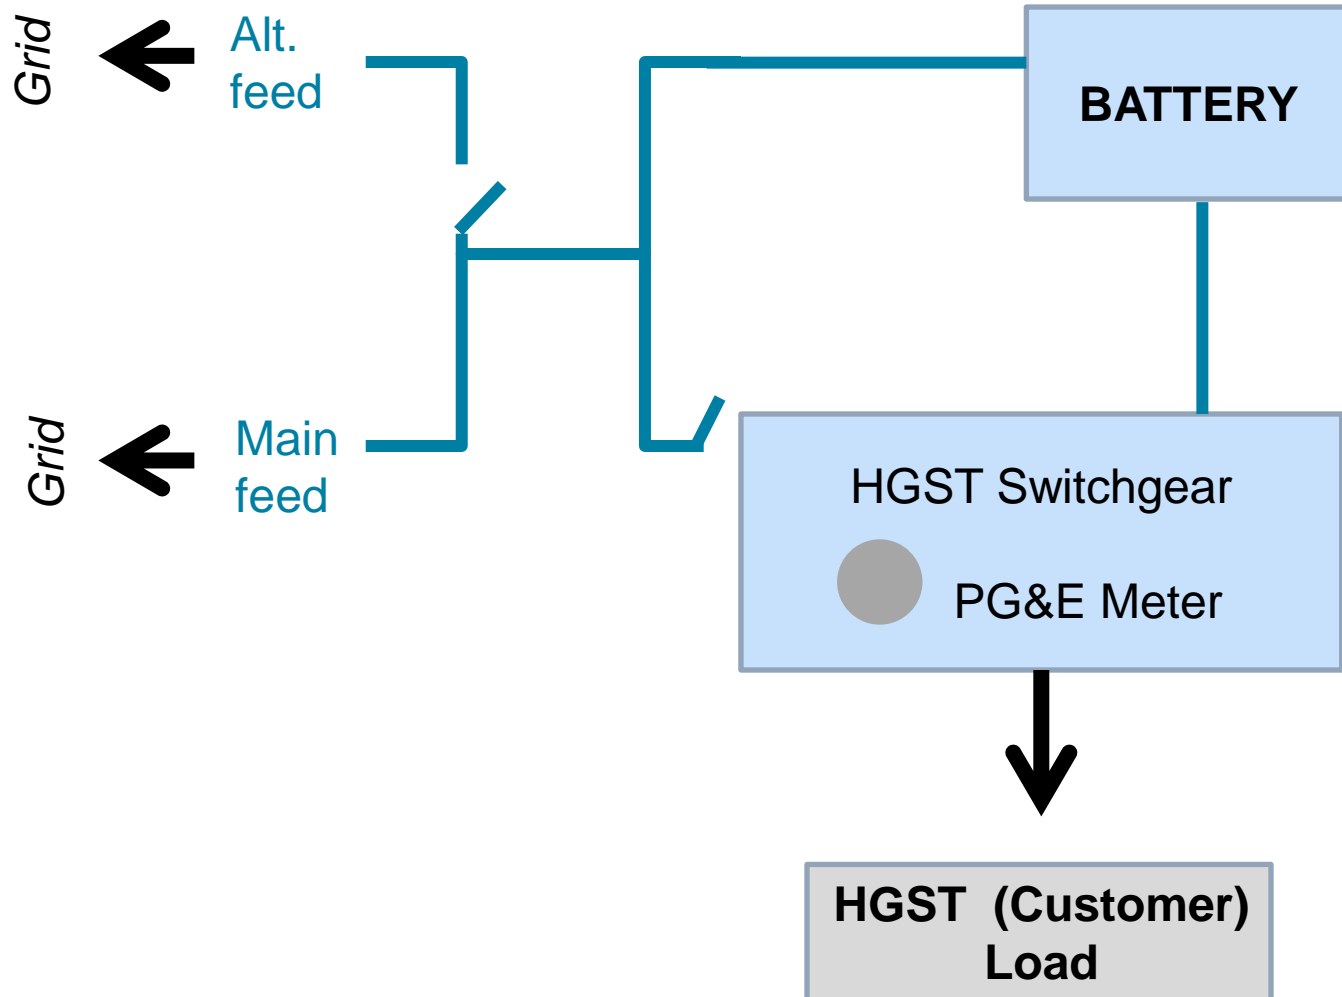 Grid
Alt.
feed
BATTERY
Grid
Main
feed
HGST Switchgear
PG&E Meter
HGST (Customer)
Load